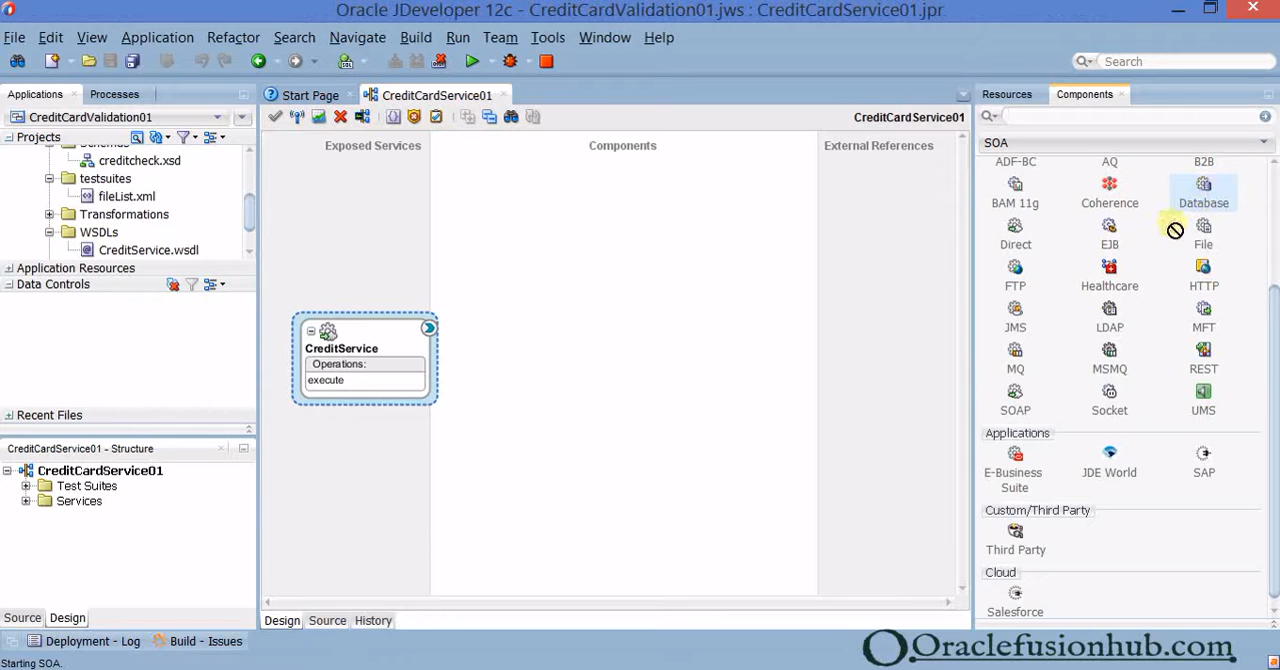 Oracle JDeveloper 12c - CreditCardValidation01.jws : CreditCardService01.jpr
File Edit View Application Refactor Search Navigate Build Run Team Tools Window Help
Search
Applications Processes
Start Page CreditCardService01
Resources Components
CreditCardValidation01
CreditCardService01
Projects
SOA
creditcheck.xsd
testsuites
fileList.xml
Transformations
WSDLs
CreditService.wsdl
Application Resources
Data Controls
Recent Files
CreditCardService01 - Structure
CreditCardService01
Test Suites
Services
Source Design
Exposed Services Components External References
CreditService
Operations:
execute
Design Source History
ADF-BC AQ B2B
BAM 11g Coherence Database
Direct EJB File
FTP Healthcare HTTP
JMS LDAP MFT
MQ MSMQ REST
SOAP Socket UMS
Applications
E-Business Suite JDE World SAP
Custom/Third Party
Third Party
Cloud
Salesforce
Deployment - Log Build - Issues
Starting SOA.
Oraclefusionhub.com